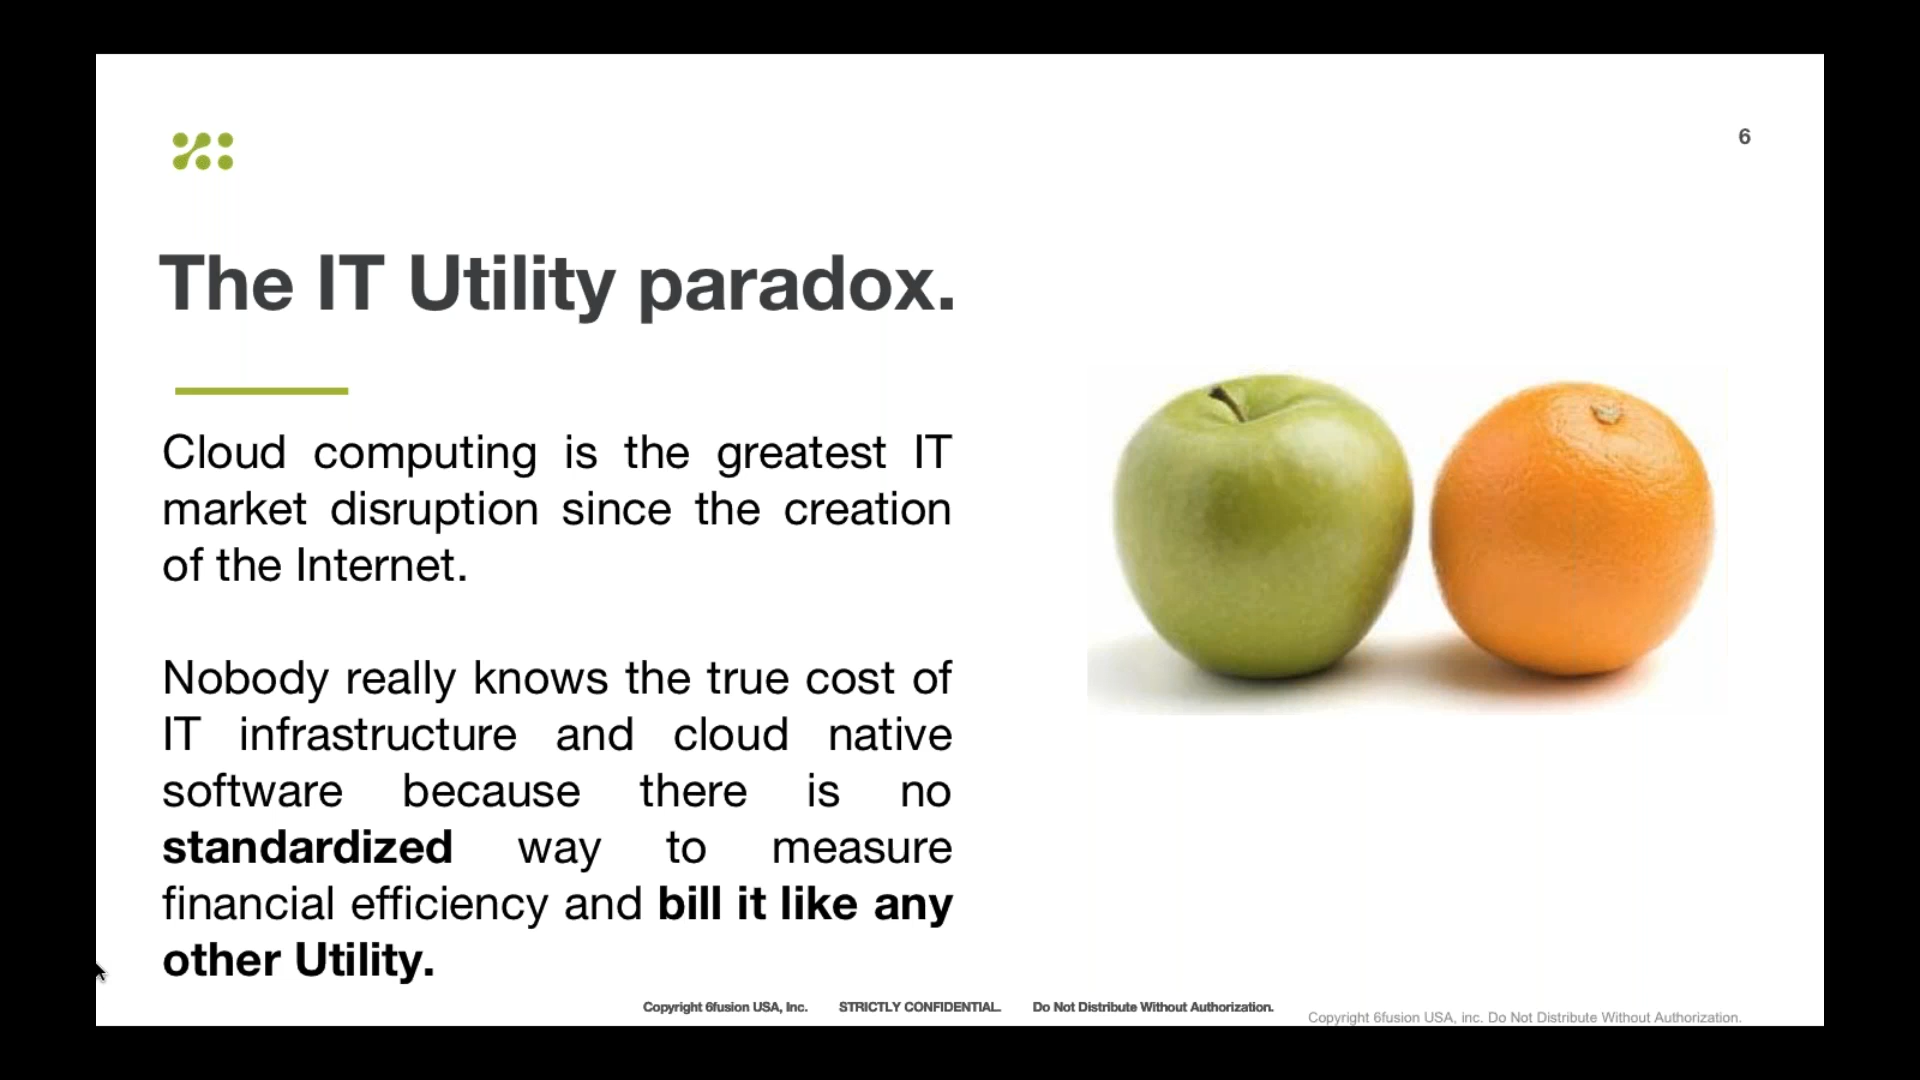 6
The IT Utility paradox.
Cloud computing is the greatest IT
market disruption since the creation
of the Internet.
Nobody really knows the true cost of
IT infrastructure and cloud native
software because there is no
standardized way to measure
financial efficiency and bill it like any
other Utility.
Copyright 6fusion USA, Inc. STRICTLY CONFIDENTIAL. Do Not Distribute Without Authorization.
Copyright 6fusion USA, inc. Do Not Distribute Without Authorization.